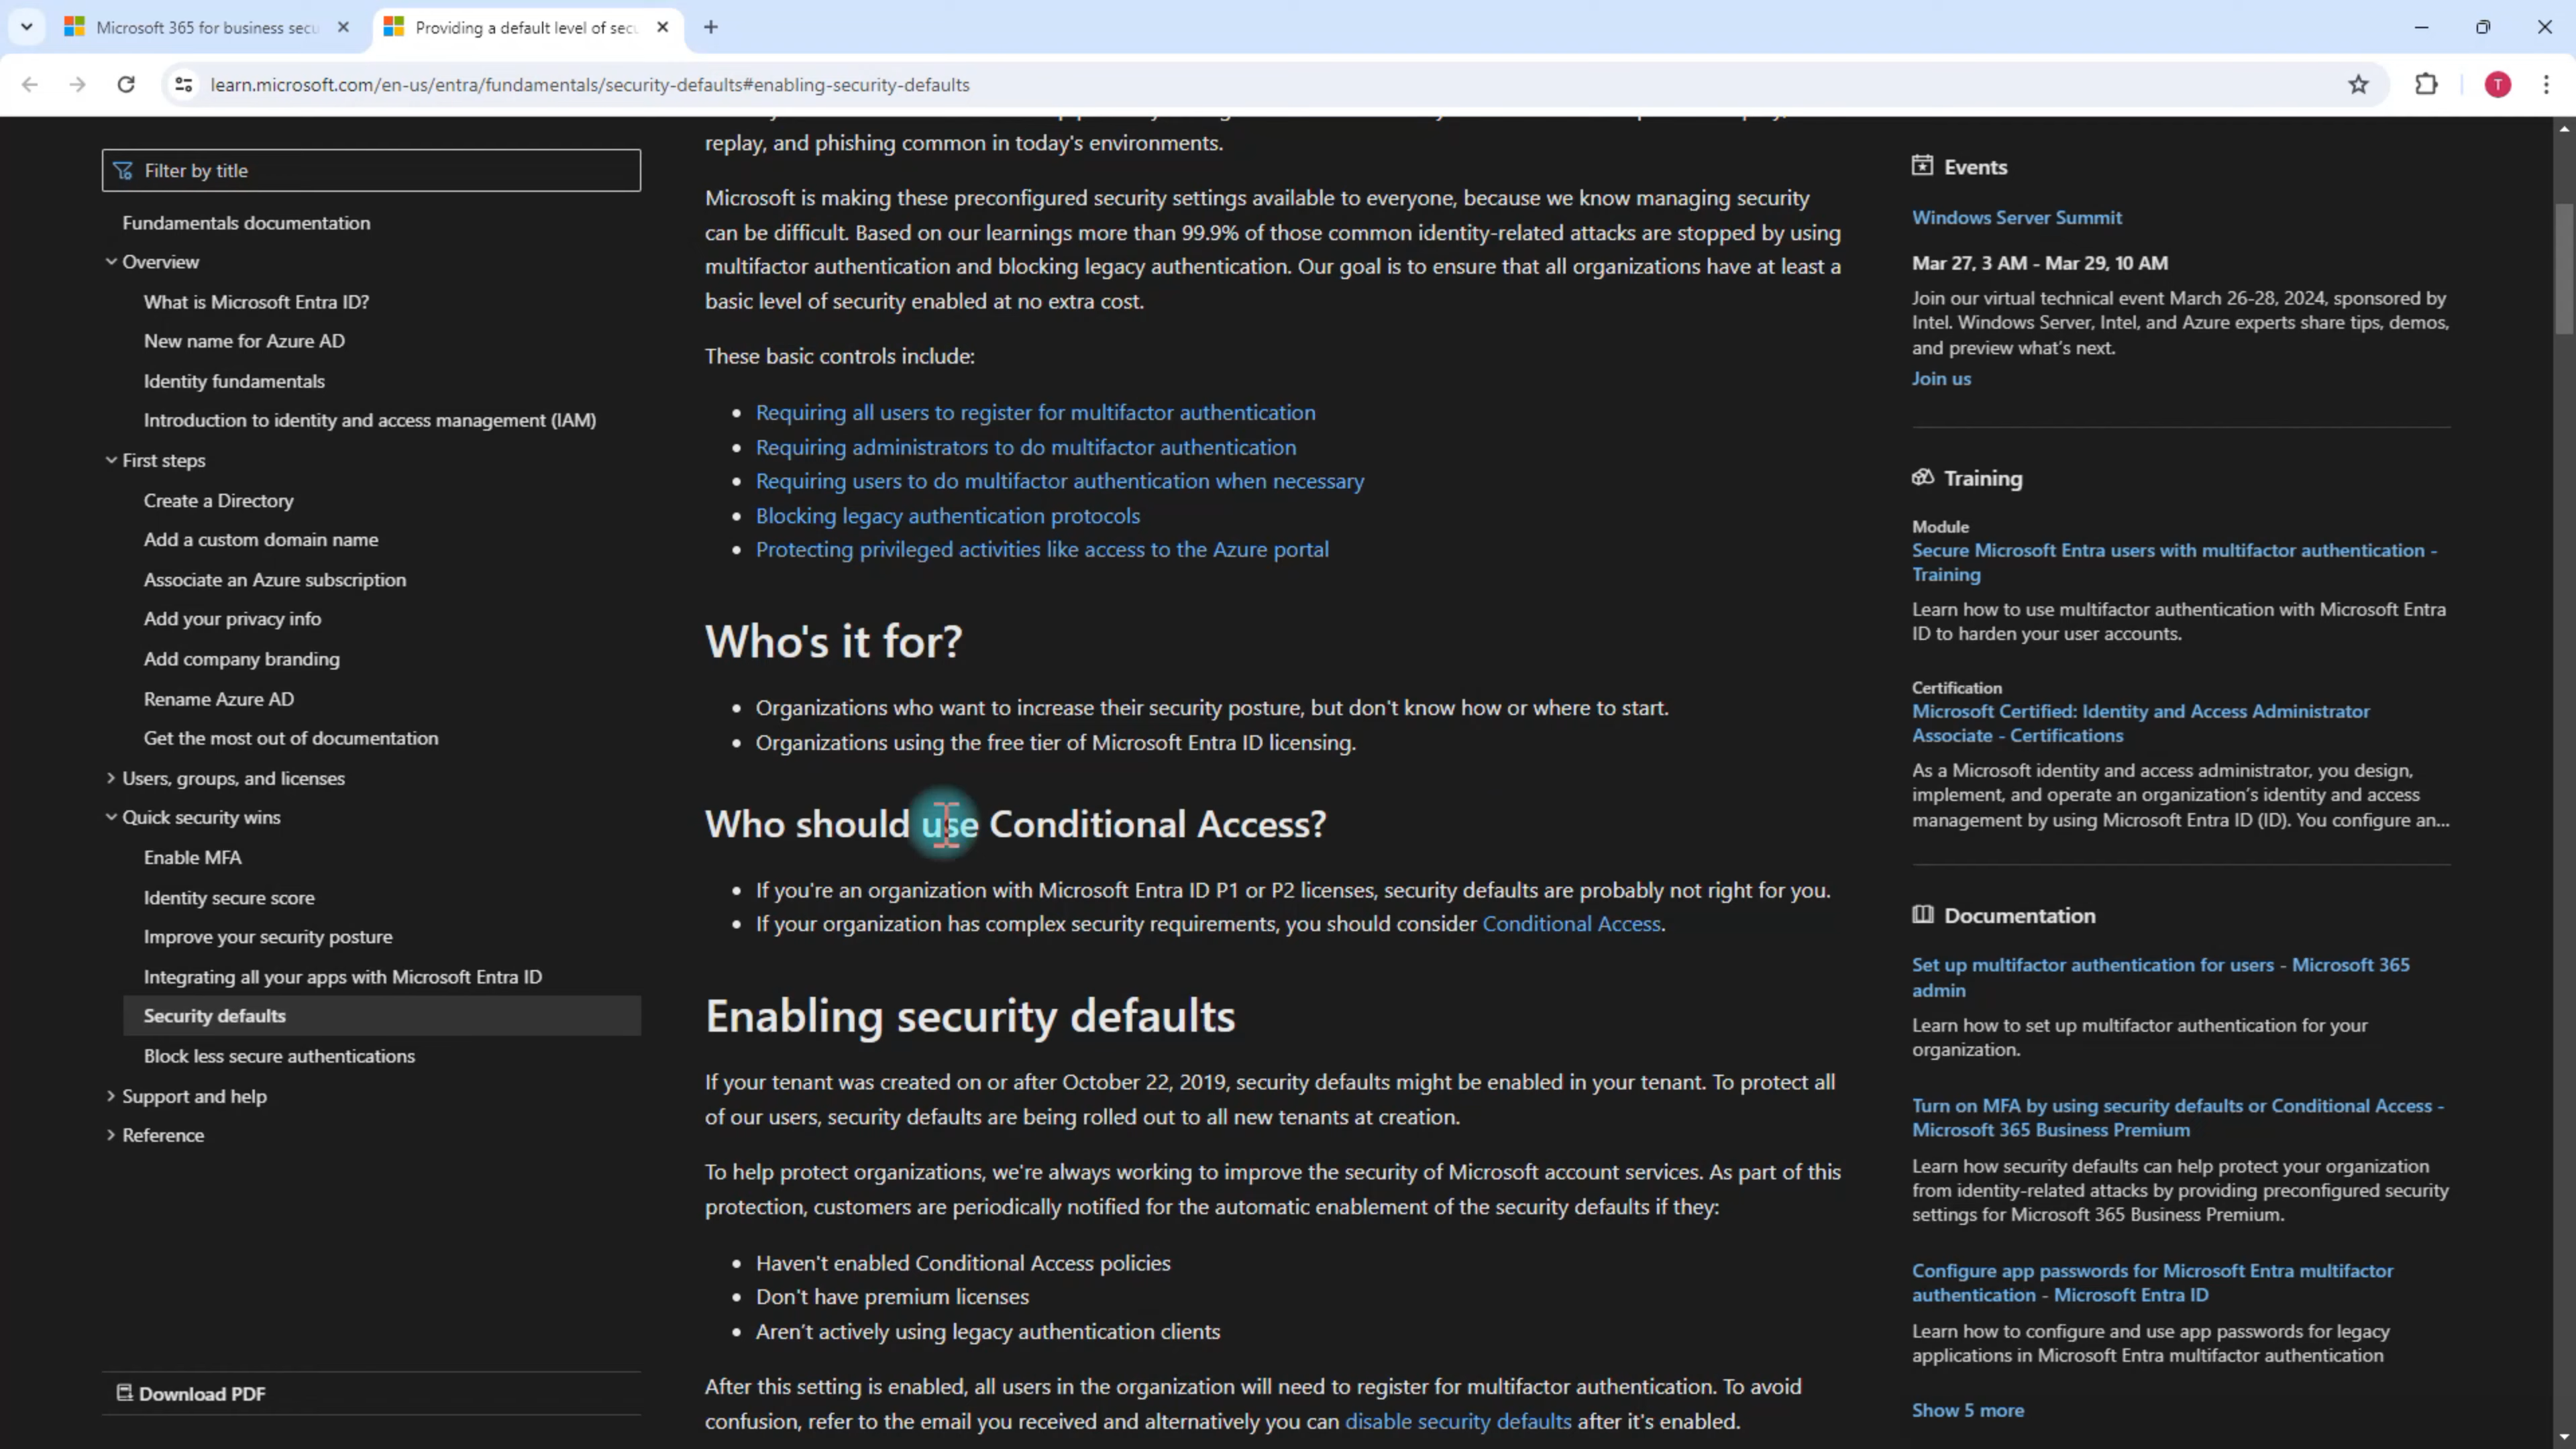 Microsoft 365 for business secu
Providing a default level of secu
learn.microsoft.com/en-us/entra/fundamentals/security-defaults#enabling-security-defaults
T
Filter by title
Fundamentals documentation
Overview
What is Microsoft Entra ID?
New name for Azure AD
Identity fundamentals
Introduction to identity and access management (IAM)
First steps
Create a Directory
Add a custom domain name
Associate an Azure subscription
Add your privacy info
Add company branding
Rename Azure AD
Get the most out of documentation
Users, groups, and licenses
Quick security wins
Enable MFA
Identity secure score
Improve your security posture
Integrating all your apps with Microsoft Entra ID
Security defaults
Block less secure authentications
Support and help
Reference
Download PDF
replay, and phishing common in today's environments.
Microsoft is making these preconfigured security settings available to everyone, because we know managing security
can be difficult. Based on our learnings more than 99.9% of those common identity-related attacks are stopped by using
multifactor authentication and blocking legacy authentication. Our goal is to ensure that all organizations have at least a
basic level of security enabled at no extra cost.
These basic controls include:
• Requiring all users to register for multifactor authentication
• Requiring administrators to do multifactor authentication
• Requiring users to do multifactor authentication when necessary
• Blocking legacy authentication protocols
• Protecting privileged activities like access to the Azure portal
Who's it for?
• Organizations who want to increase their security posture, but don't know how or where to start.
• Organizations using the free tier of Microsoft Entra ID licensing.
Who should use Conditional Access?
• If you're an organization with Microsoft Entra ID P1 or P2 licenses, security defaults are probably not right for you.
• If your organization has complex security requirements, you should consider Conditional Access.
Enabling security defaults
If your tenant was created on or after October 22, 2019, security defaults might be enabled in your tenant. To protect all
of our users, security defaults are being rolled out to all new tenants at creation.
To help protect organizations, we're always working to improve the security of Microsoft account services. As part of this
protection, customers are periodically notified for the automatic enablement of the security defaults if they:
• Haven't enabled Conditional Access policies
• Don't have premium licenses
• Aren’t actively using legacy authentication clients
After this setting is enabled, all users in the organization will need to register for multifactor authentication. To avoid
confusion, refer to the email you received and alternatively you can disable security defaults after it's enabled.
Events
Windows Server Summit
Mar 27, 3 AM - Mar 29, 10 AM
Join our virtual technical event March 26-28, 2024, sponsored by
Intel. Windows Server, Intel, and Azure experts share tips, demos,
and preview what’s next.
Join us
Training
Module
Secure Microsoft Entra users with multifactor authentication -
Training
Learn how to use multifactor authentication with Microsoft Entra
ID to harden your user accounts.
Certification
Microsoft Certified: Identity and Access Administrator
Associate - Certifications
As a Microsoft identity and access administrator, you design,
implement, and operate an organization’s identity and access
management by using Microsoft Entra ID (ID). You configure an...
Documentation
Set up multifactor authentication for users - Microsoft 365
admin
Learn how to set up multifactor authentication for your
organization.
Turn on MFA by using security defaults or Conditional Access -
Microsoft 365 Business Premium
Learn how security defaults can help protect your organization
from identity-related attacks by providing preconfigured security
settings for Microsoft 365 Business Premium.
Configure app passwords for Microsoft Entra multifactor
authentication - Microsoft Entra ID
Learn how to configure and use app passwords for legacy
applications in Microsoft Entra multifactor authentication
Show 5 more